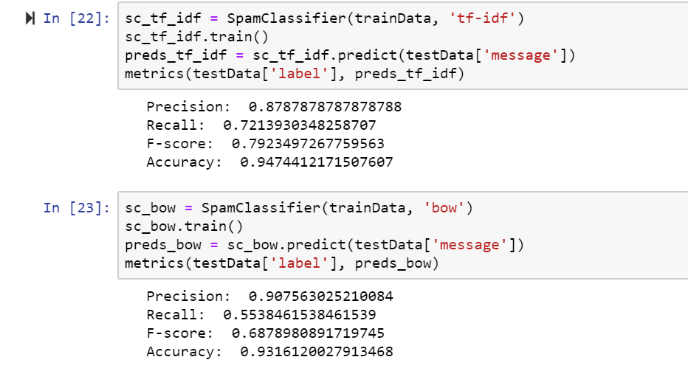 In [22]: sc_tf_idf = SpamClassifier(trainData, 'tf-idf')
sc_tf_idf.train()
preds_tf_idf = sc_tf_idf.predict(testData['message'])
metrics(testData['label'], preds_tf_idf)
Precision:  0.8787878787878788
Recall:  0.7213930348258707
F-score:  0.7923497267759563
Accuracy:  0.9474412171507607
In [23]: sc_bow = SpamClassifier(trainData, 'bow')
sc_bow.train()
preds_bow = sc_bow.predict(testData['message'])
metrics(testData['label'], preds_bow)
Precision:  0.907563025210084
Recall:  0.5538461538461539
F-score:  0.6878980891719745
Accuracy:  0.9316120027913468